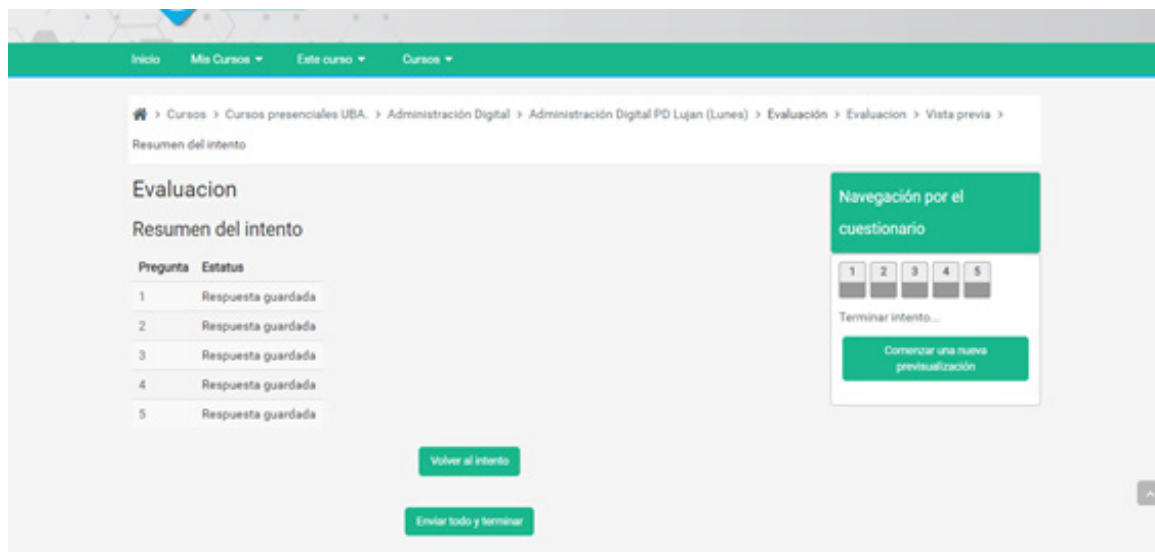 Inicio Mis Cursos Este curso Cursos
> Cursos > Cursos presenciales UBA. > Administración Digital > Administración Digital PD Lujan (Lunes) > Evaluación > Evaluacion > Vista previa >
Resumen del intento
Evaluacion
Resumen del intento
Pregunta Estatus
1 Respuesta guardada
2 Respuesta guardada
3 Respuesta guardada
4 Respuesta guardada
5 Respuesta guardada
Volver al intento
Enviar todo y terminar
Navegación por el
cuestionario
1 2 3 4 5
Terminar intento...
Comenzar una nueva
previsualización